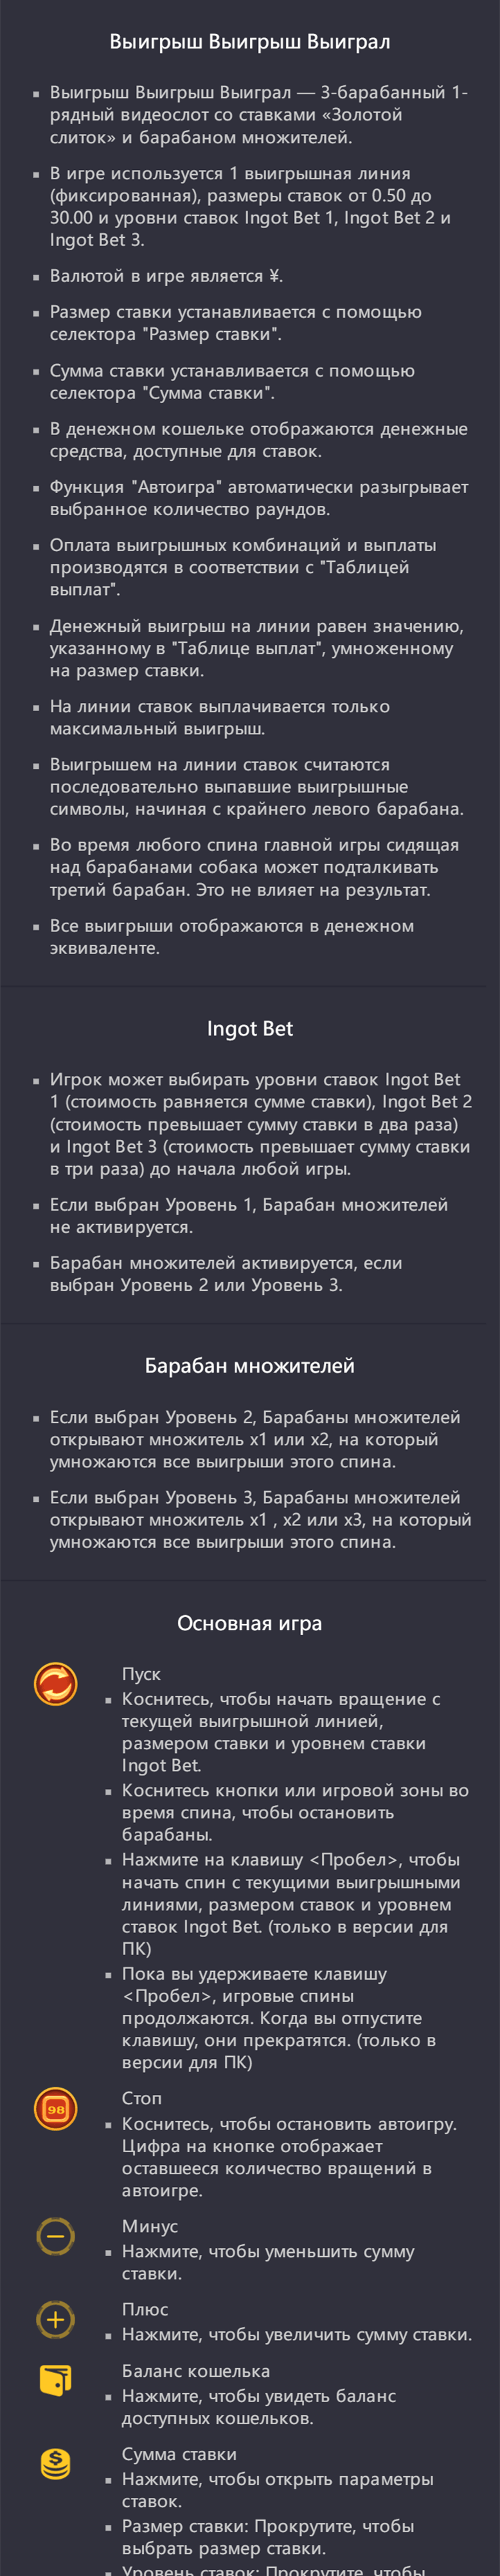 Выигрыш Выигрыш Выиграл
Выигрыш Выигрыш Выиграл — 3-барабанный 1-
рядный видеослот со ставками «Золотой
слиток» и барабаном множителей.
В игре используется 1 выигрышная линия
(фиксированная), размеры ставок от 0.50 до
30.00 и уровни ставок Ingot Bet 1, Ingot Bet 2 и
Ingot Bet 3.
Валютой в игре является ¥.
Размер ставки устанавливается с помощью
селектора "Размер ставки".
Сумма ставки устанавливается с помощью
селектора "Сумма ставки".
В денежном кошельке отображаются денежные
средства, доступные для ставок.
Функция "Автоигра" автоматически разыгрывает
выбранное количество раундов.
Оплата выигрышных комбинаций и выплаты
производятся в соответствии с "Таблицей
выплат".
Денежный выигрыш на линии равен значению,
указанному в "Таблице выплат", умноженному
на размер ставки.
На линии ставок выплачивается только
максимальный выигрыш.
Выигрышем на линии ставок считаются
последовательно выпавшие выигрышные
символы, начиная с крайнего левого барабана.
Во время любого спина главной игры сидящая
над барабанами собака может подталкивать
третий барабан. Это не влияет на результат.
Все выигрыши отображаются в денежном
эквиваленте.
Ingot Bet
Игрок может выбирать уровни ставок Ingot Bet
1 (стоимость равняется сумме ставки), Ingot Bet 2
(стоимость превышает сумму ставки в два раза)
и Ingot Bet 3 (стоимость превышает сумму ставки
в три раза) до начала любой игры.
Если выбран Уровень 1, Барабан множителей
не активируется.
Барабан множителей активируется, если
выбран Уровень 2 или Уровень 3.
Барабан множителей
Если выбран Уровень 2, Барабаны множителей
открывают множитель x1 или x2, на который
умножаются все выигрыши этого спина.
Если выбран Уровень 3, Барабаны множителей
открывают множитель x1 , x2 или x3, на который
умножаются все выигрыши этого спина.
Основная игра
Пуск
Коснитесь, чтобы начать вращение с
текущей выигрышной линией,
размером ставки и уровнем ставки
Ingot Bet.
Коснитесь кнопки или игровой зоны во
время спина, чтобы остановить
барабаны.
Нажмите на клавишу <Пробел>, чтобы
начать спин с текущими выигрышными
линиями, размером ставок и уровнем
ставок Ingot Bet. (только в версии для
ПК)
Пока вы удерживаете клавишу
<Пробел>, игровые спины
продолжаются. Когда вы отпустите
клавишу, они прекратятся. (только в
версии для ПК)
98
Стоп
Коснитесь, чтобы остановить автоигру.
Цифра на кнопке отображает
оставшееся количество вращений в
автоигре.
Минус
Нажмите, чтобы уменьшить сумму
ставки.
Плюс
Нажмите, чтобы увеличить сумму ставки.
Баланс кошелька
Нажмите, чтобы увидеть баланс
доступных кошельков.
Сумма ставки
Нажмите, чтобы открыть параметры
ставок.
Размер ставки: Прокрутите, чтобы
выбрать размер ставки.
Уровень ставок: Прокрутите, чтобы